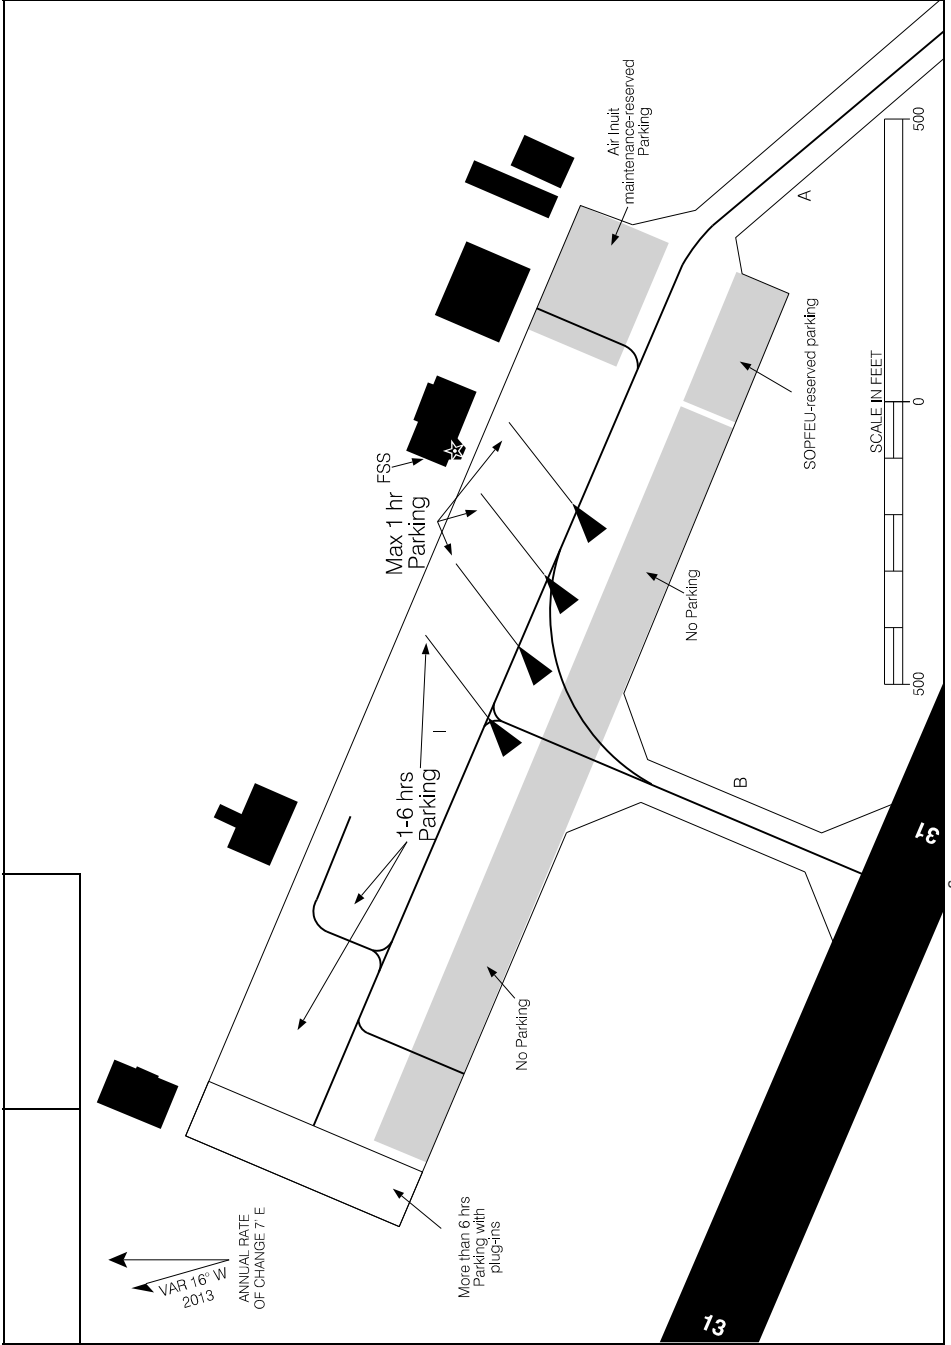 Air Inuit
maintenance-reserved
Parking
A
500
SOPFEU-reserved parking
SCALE IN FEET
0
FSS
Max 1 hr
Parking
No Parking
500
I
1-6 hrs
Parking
B
31
No Parking
More than 6 hrs
Parking with
plug-ins
ANNUAL RATE
OF CHANGE 7' E
VAR 16° W
2013
13